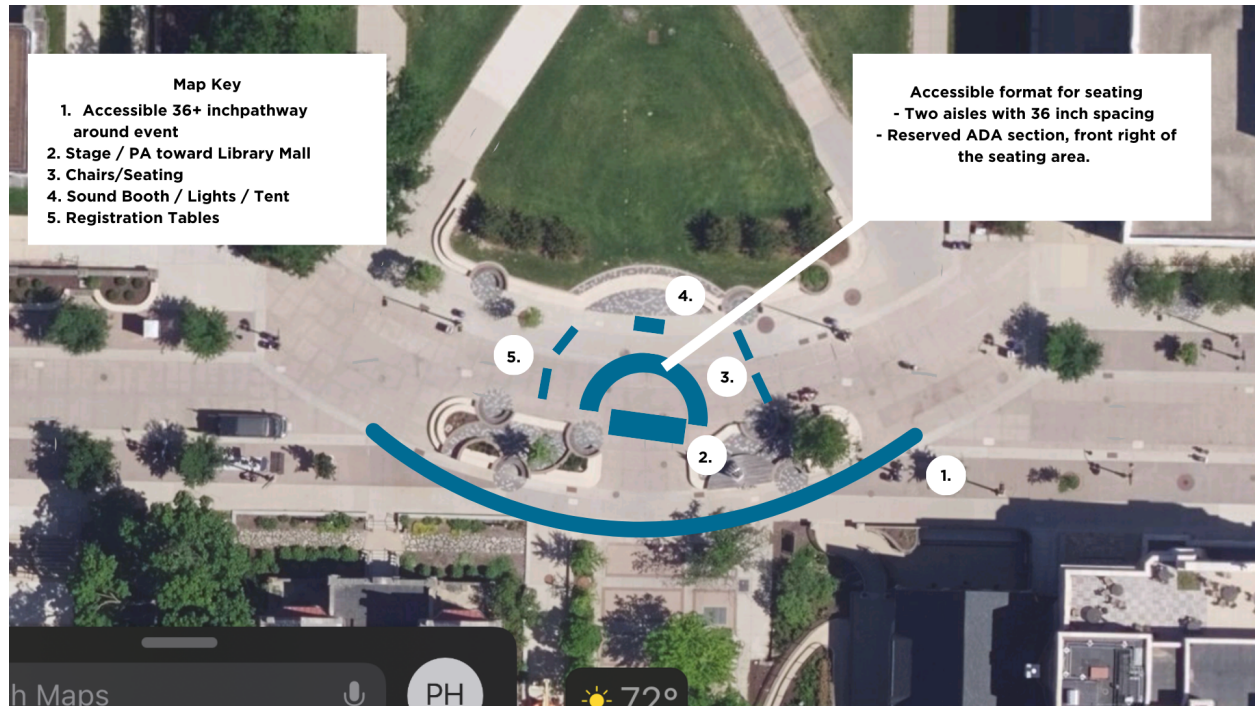 Map Key
1. Accessible 36+ inchpathway
around event
2. Stage / PA toward Library Mall
3. Chairs/Seating
4. Sound Booth / Lights / Tent
5. Registration Tables
Accessible format for seating
- Two aisles with 36 inch spacing
- Reserved ADA section, front right of
the seating area.
4.
5.
3.
2.
1.
h Maps
PH
72°